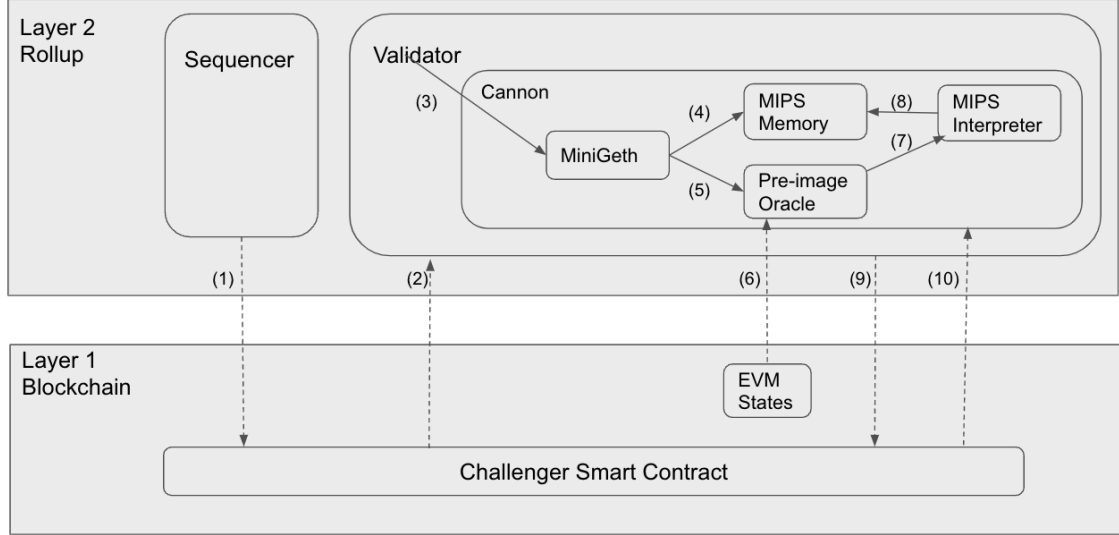 Layer 2
Rollup
Sequencer
Validator
(3)
Cannon
MiniGeth
(4)
(5)
MIPS
Memory
(8)
MIPS
Interpreter
(7)
Pre-image
Oracle
(1)
(2)
(6)
(9)
(10)
Layer 1
Blockchain
EVM
States
Challenger Smart Contract